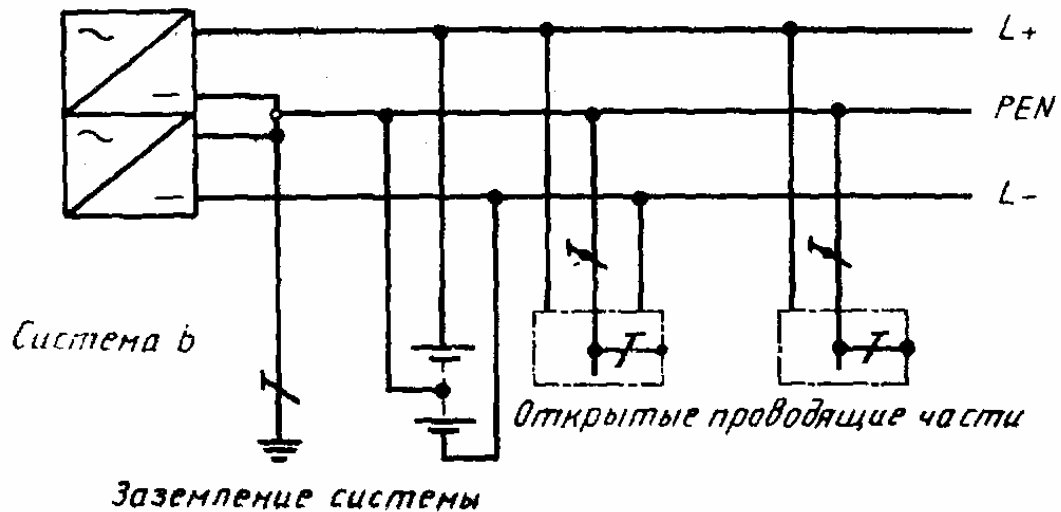 L+
PEN
L-
Система b
Открытые проводящие части
Заземление системы